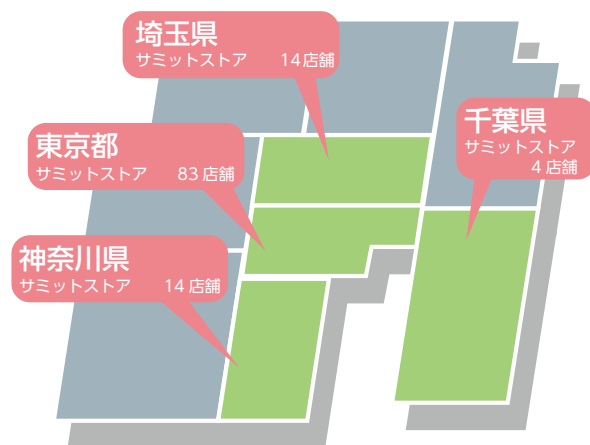 埼玉県
サミットストア 14店舗
東京都
サミットストア 83店舗
神奈川県
サミットストア 14店舗
千葉県
サミットストア
4店舗